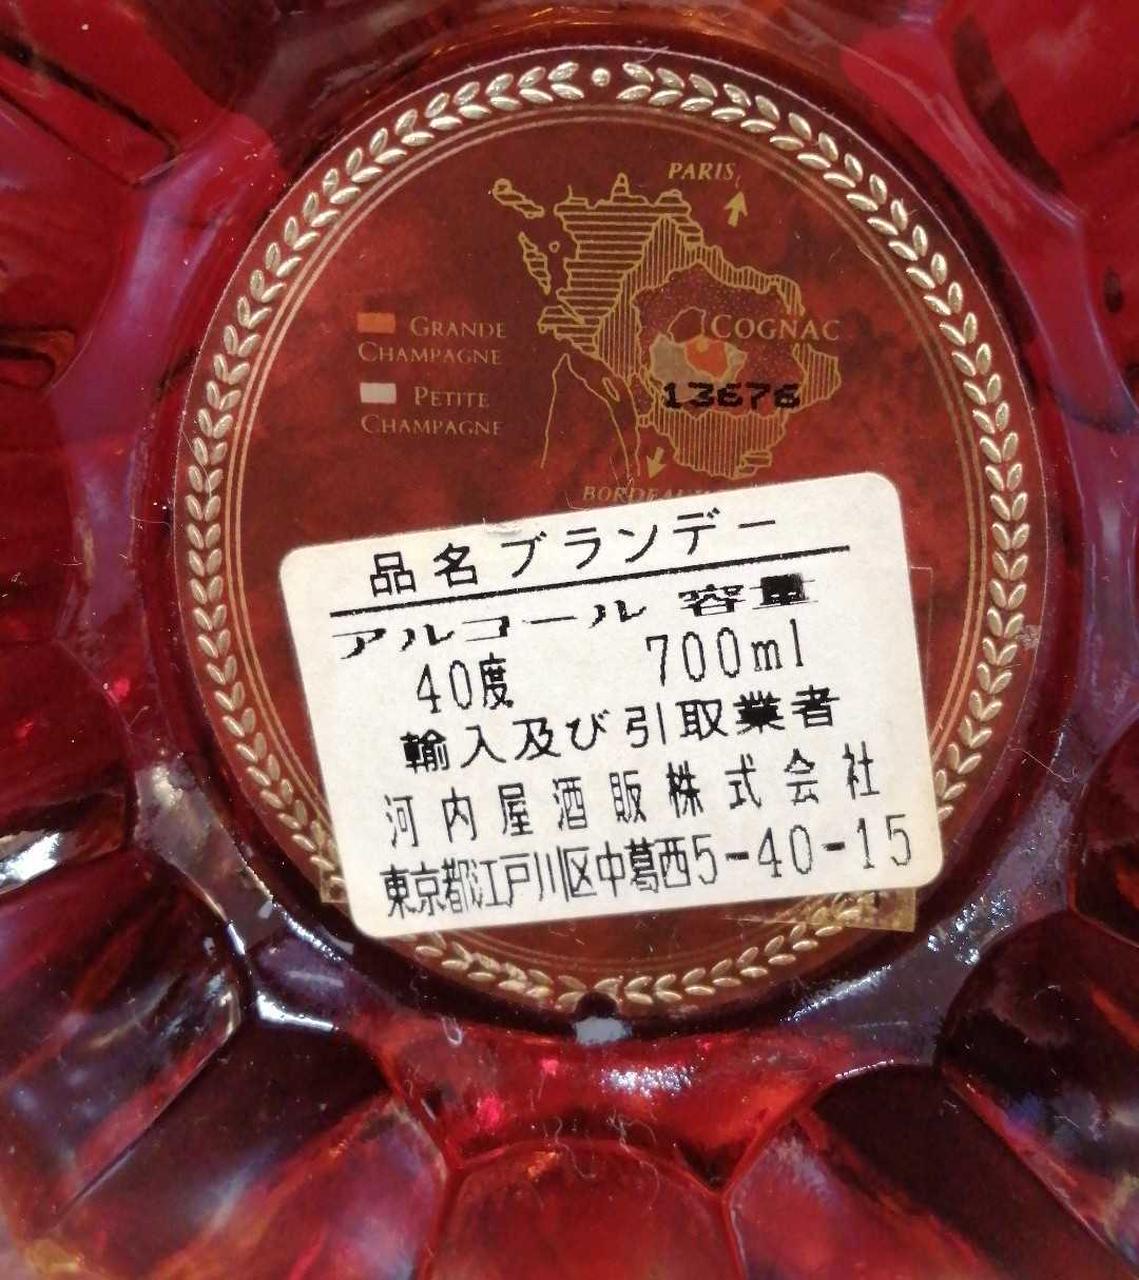 PARIS
COGNAC
GRANDE
CHAMPAGNE
PETITE
CHAMPAGNE
13676
BORDEAUX
品名 ブランデー
アルコール 容量
40度 700ml
輸入及び引取業者
河内屋酒販株式会社
東京都江戸川区中葛西5-40-15